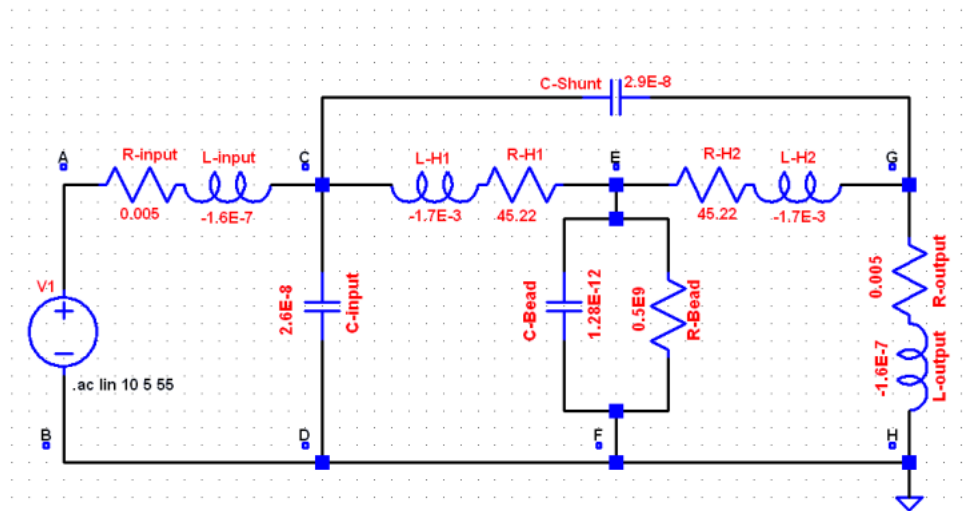 C-Shunt 2.9E-8
A R-input L-input C L-H1 R-H1 E R-H2 L-H2 G
0.005 -1.6E-7 -1.7E-3 45.22 45.22 -1.7E-3
V1
+
−
.ac lin 10 5 55
2.6E-8
C-input
C-Bead
1.28E-12
0.5E9
R-Bead
0.005
R-output
-1.6E-7
L-output
B D F H